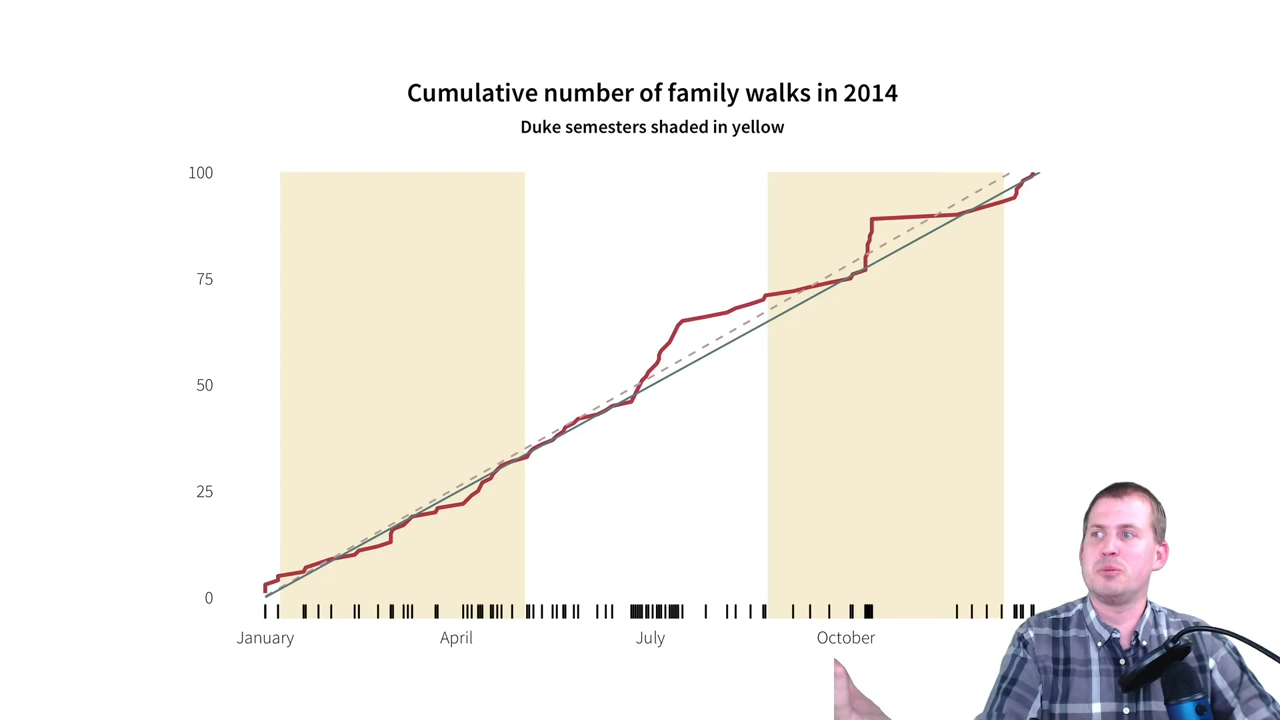 Cumulative number of family walks in 2014
Duke semesters shaded in yellow
100
75
50
25
0
January April July October